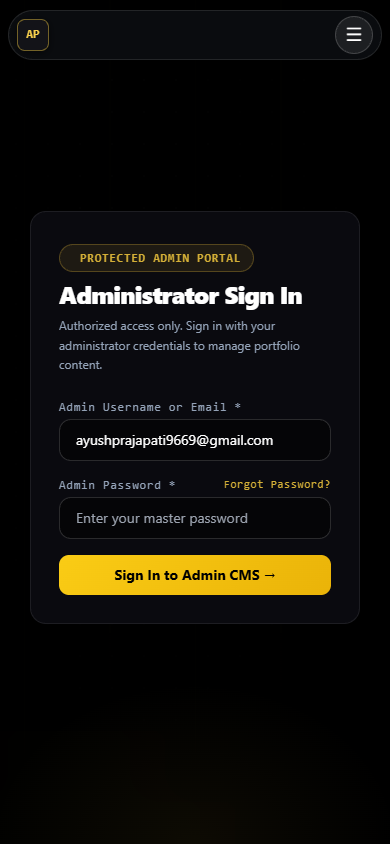 AP
PROTECTED ADMIN PORTAL
Administrator Sign In
Authorized access only. Sign in with your
administrator credentials to manage portfolio
content.
Admin Username or Email *
ayushprajapati9669@gmail.com
Admin Password *
Forgot Password?
Enter your master password
Sign In to Admin CMS →